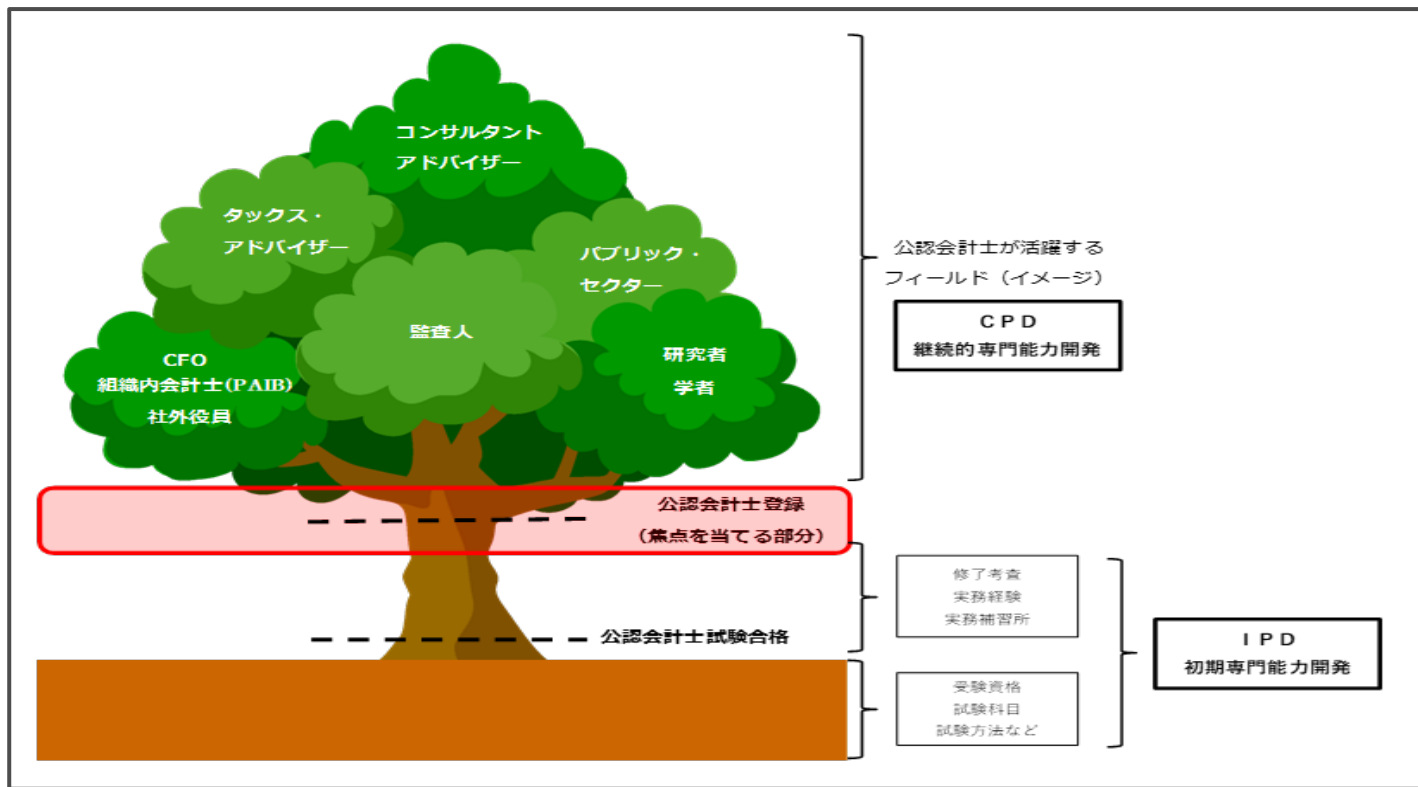 コンサルタント
アドバイザー
タックス・
アドバイザー
パブリック・
セクター
監査人
CFO
組織内会計士(PAIB)
社外役員
研究者
学者
公認会計士が活躍する
フィールド（イメージ）
ＣＰＤ
継続的専門能力開発
公認会計士登録
（焦点を当てる部分）
修了考査
実務経験
実務補習所
公認会計士試験合格
ＩＰＤ
初期専門能力開発
受験資格
試験科目
試験方法など